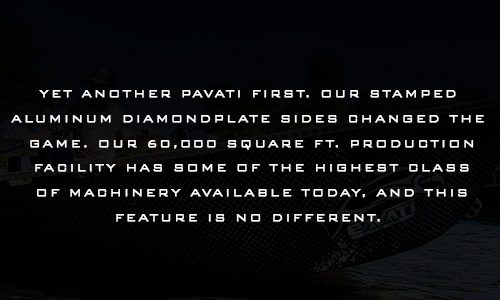 YET ANOTHER PAVATI FIRST. OUR STAMPED
ALUMINUM DIAMONDPLATE SIDES CHANGED THE
GAME. OUR 60,000 SQUARE FT. PRODUCTION
FACILITY HAS SOME OF THE HIGHEST CLASS
OF MACHINERY AVAILABLE TODAY, AND THIS
FEATURE IS NO DIFFERENT.
PAVATI